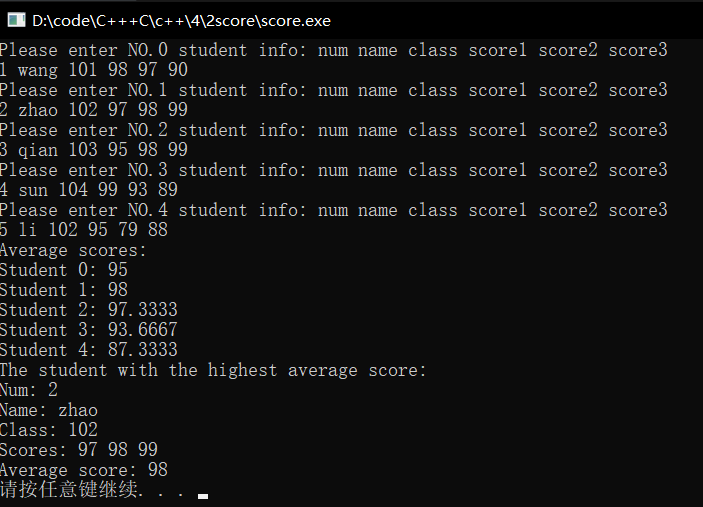 D:\code\C+++C\c++\4\2score\score.exe
Please enter NO.0 student info: num name class score1 score2 score3
1 wang 101 98 97 90
Please enter NO.1 student info: num name class score1 score2 score3
2 zhao 102 97 98 99
Please enter NO.2 student info: num name class score1 score2 score3
3 qian 103 95 98 99
Please enter NO.3 student info: num name class score1 score2 score3
4 sun 104 99 93 89
Please enter NO.4 student info: num name class score1 score2 score3
5 li 102 95 79 88
Average scores:
Student 0: 95
Student 1: 98
Student 2: 97.3333
Student 3: 93.6667
Student 4: 87.3333
The student with the highest average score:
Num: 2
Name: zhao
Class: 102
Scores: 97 98 99
Average score: 98
请按任意键继续. . .